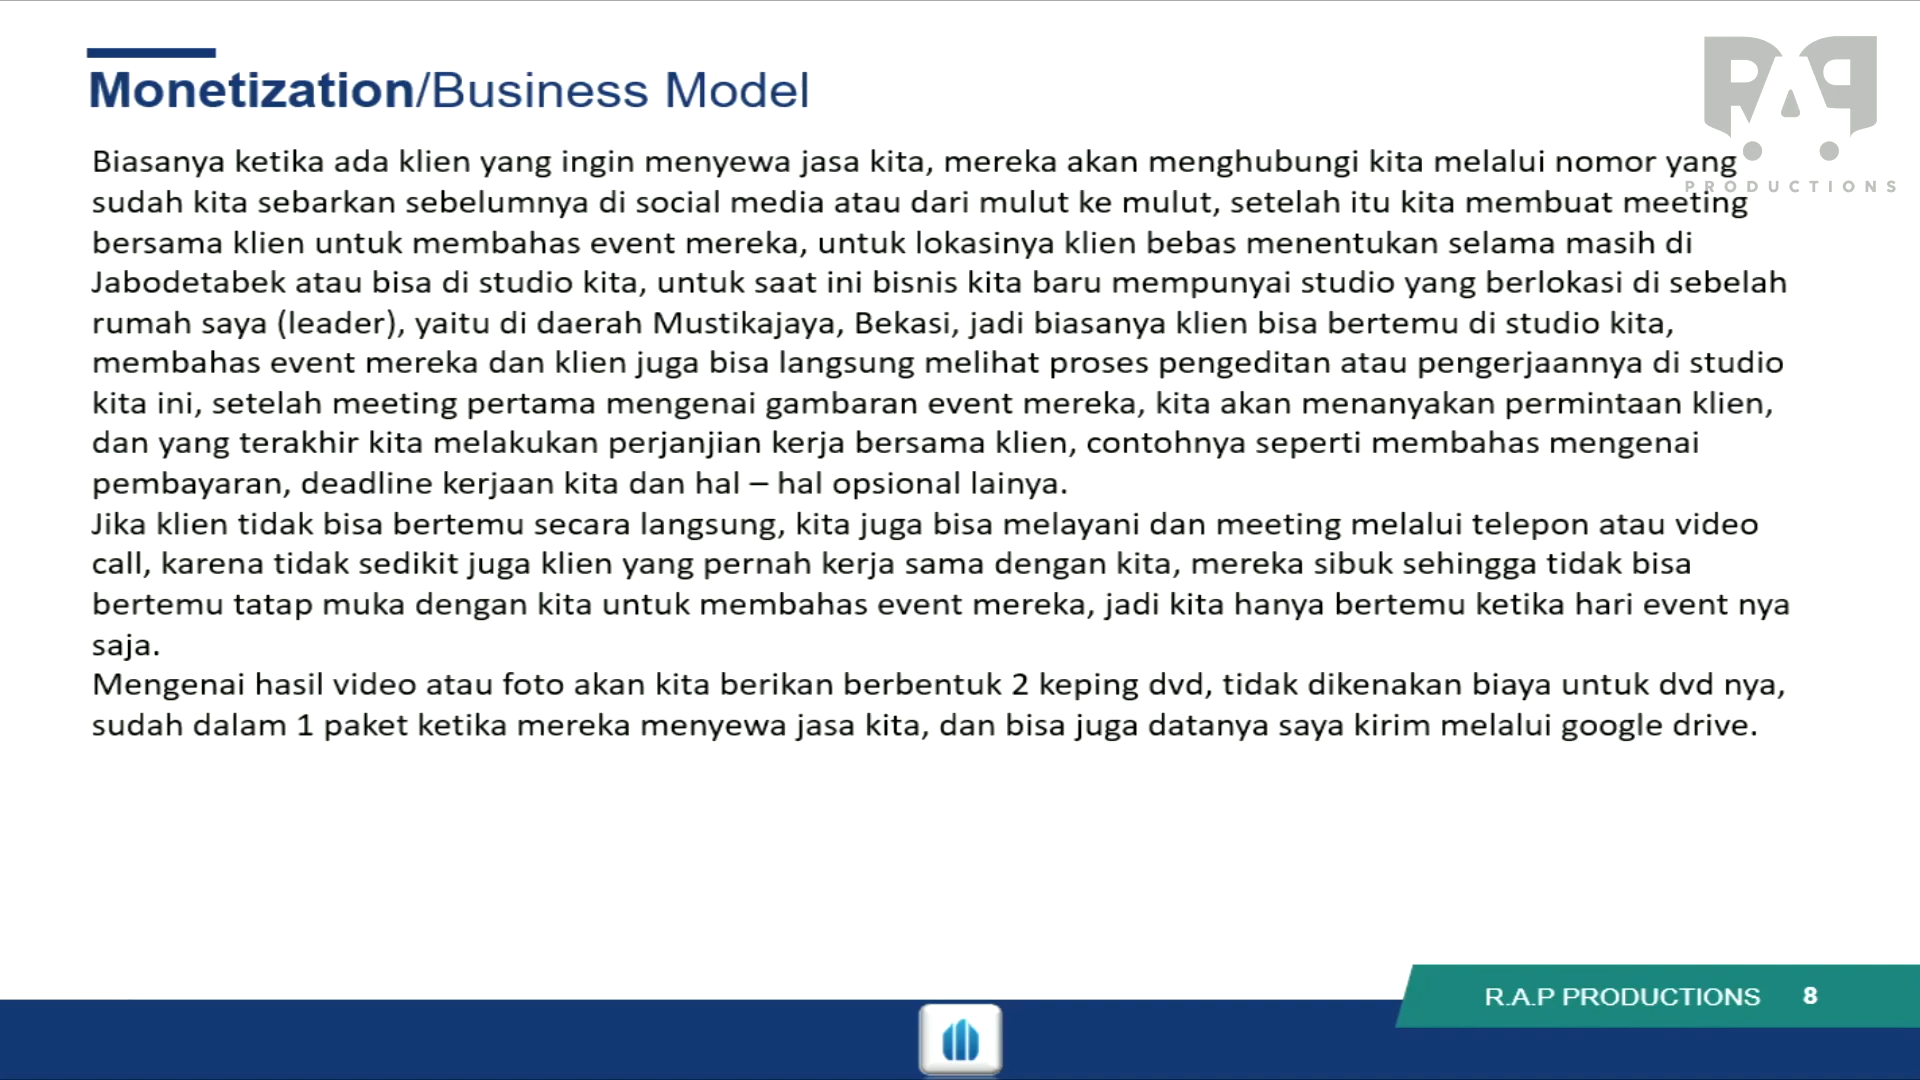 Monetization/Business Model
RAP
PRODUCTIONS
Biasanya ketika ada klien yang ingin menyewa jasa kita, mereka akan menghubungi kita melalui nomor yang
sudah kita sebarkan sebelumnya di social media atau dari mulut ke mulut, setelah itu kita membuat meeting
bersama klien untuk membahas event mereka, untuk lokasinya klien bebas menentukan selama masih di
Jabodetabek atau bisa di studio kita, untuk saat ini bisnis kita baru mempunyai studio yang berlokasi di sebelah
rumah saya (leader), yaitu di daerah Mustikajaya, Bekasi, jadi biasanya klien bisa bertemu di studio kita,
membahas event mereka dan klien juga bisa langsung melihat proses pengeditan atau pengerjaannya di studio
kita ini, setelah meeting pertama mengenai gambaran event mereka, kita akan menanyakan permintaan klien,
dan yang terakhir kita melakukan perjanjian kerja bersama klien, contohnya seperti membahas mengenai
pembayaran, deadline kerjaan kita dan hal – hal opsional lainya.
Jika klien tidak bisa bertemu secara langsung, kita juga bisa melayani dan meeting melalui telepon atau video
call, karena tidak sedikit juga klien yang pernah kerja sama dengan kita, mereka sibuk sehingga tidak bisa
bertemu tatap muka dengan kita untuk membahas event mereka, jadi kita hanya bertemu ketika hari event nya
saja.
Mengenai hasil video atau foto akan kita berikan berbentuk 2 keping dvd, tidak dikenakan biaya untuk dvd nya,
sudah dalam 1 paket ketika mereka menyewa jasa kita, dan bisa juga datanya saya kirim melalui google drive.
R.A.P PRODUCTIONS 8